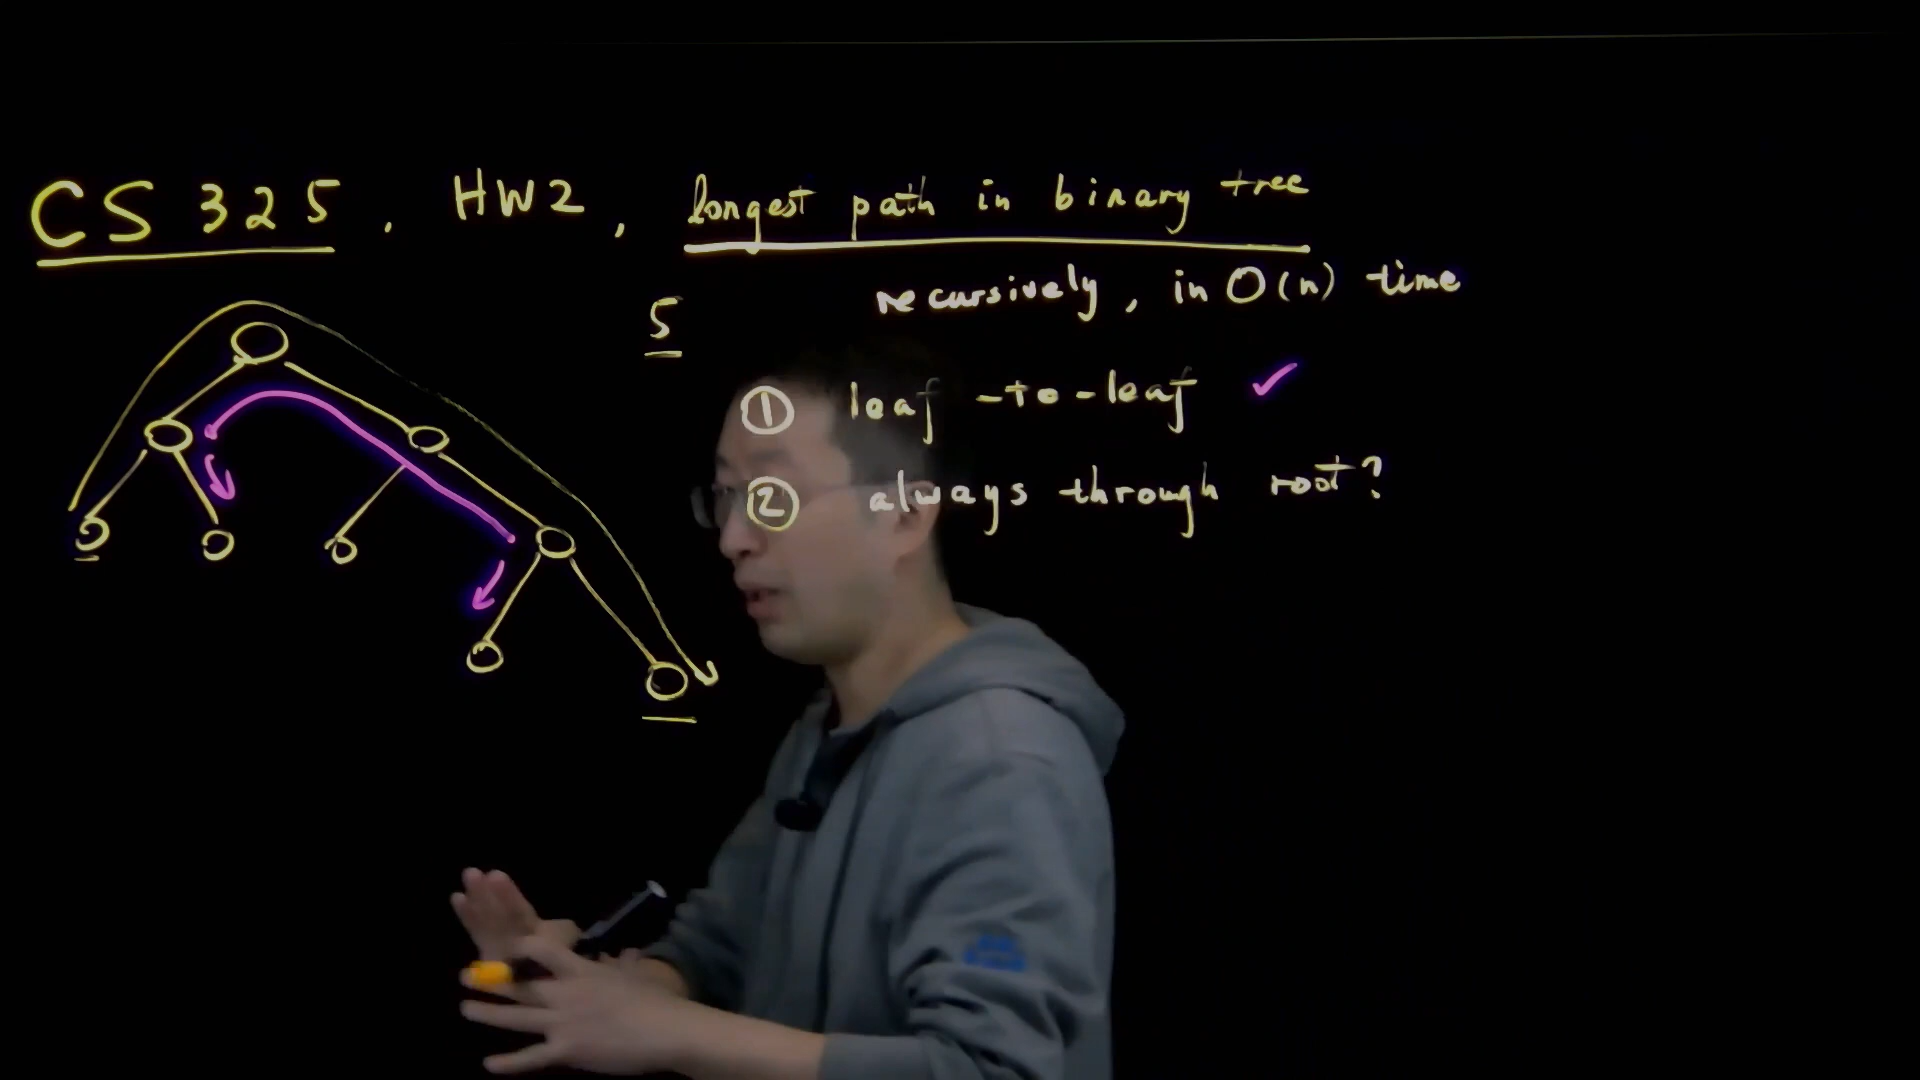 CS 325 . HW2 , longest path in binary tree
recursively , in O(n) time
5
① leaf-to-leaf ✓
② always through root?